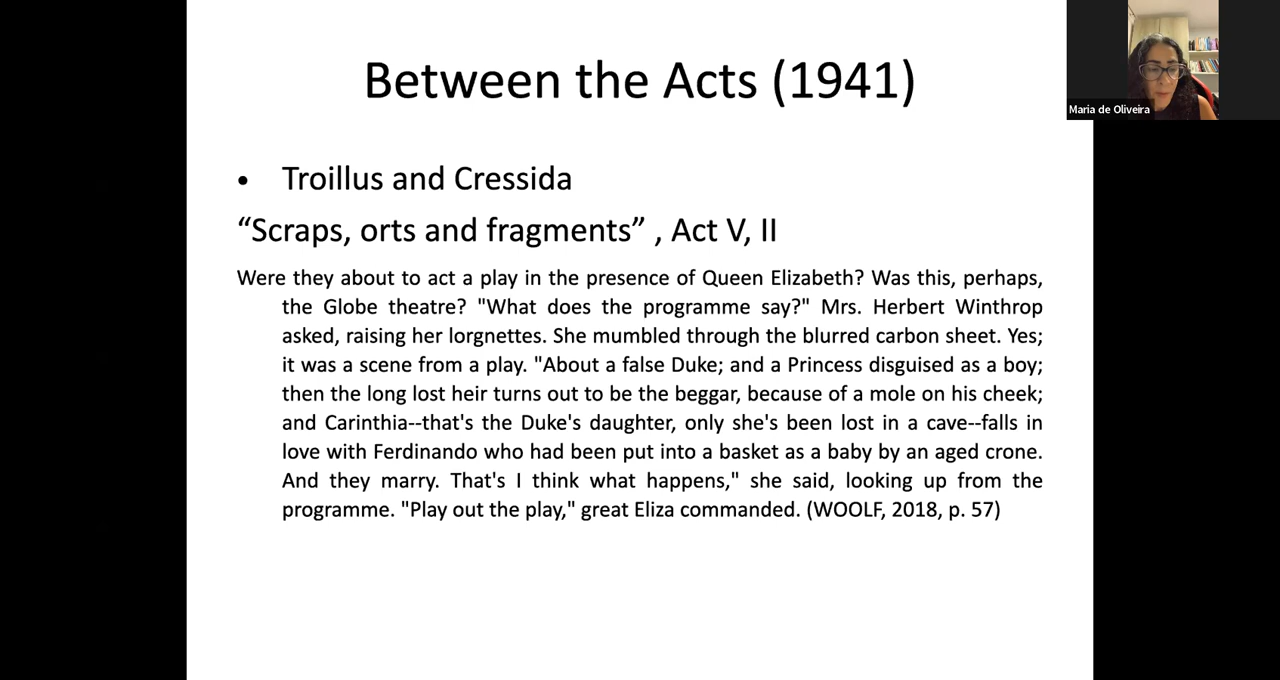 Between the Acts (1941)
Maria de Oliveira
• Troillus and Cressida
“Scraps, orts and fragments” , Act V, II
Were they about to act a play in the presence of Queen Elizabeth? Was this, perhaps,
the Globe theatre? "What does the programme say?" Mrs. Herbert Winthrop
asked, raising her lorgnettes. She mumbled through the blurred carbon sheet. Yes;
it was a scene from a play. "About a false Duke; and a Princess disguised as a boy;
then the long lost heir turns out to be the beggar, because of a mole on his cheek;
and Carinthia--that's the Duke's daughter, only she's been lost in a cave--falls in
love with Ferdinando who had been put into a basket as a baby by an aged crone.
And they marry. That's I think what happens," she said, looking up from the
programme. "Play out the play," great Eliza commanded. (WOOLF, 2018, p. 57)